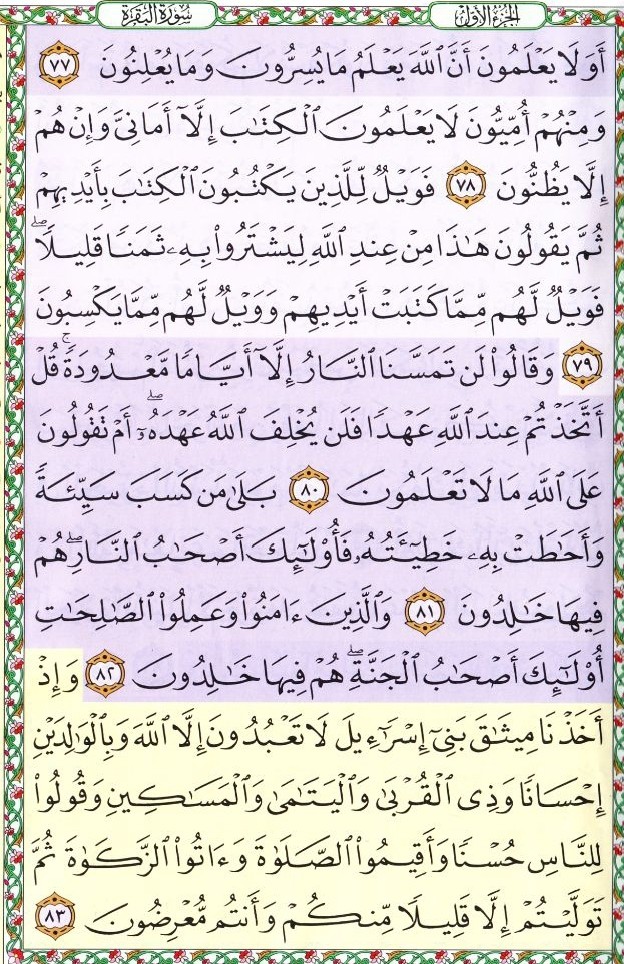 الجزء الأول
سورة البقرة
أَوَلَا يَعْلَمُونَ أَنَّ ٱللَّهَ يَعْلَمُ مَا يُسِرُّونَ وَمَا يُعْلِنُونَ ٧٧
وَمِنْهُمْ أُمِّيُّونَ لَا يَعْلَمُونَ ٱلْكِتَٰبَ إِلَّآ أَمَانِىَّ وَإِنْ هُمْ
إِلَّا يَظُنُّونَ ٧٨ فَوَيْلٌ لِّلَّذِينَ يَكْتُبُونَ ٱلْكِتَٰبَ بِأَيْدِيهِمْ
ثُمَّ يَقُولُونَ هَٰذَا مِنْ عِندِ ٱللَّهِ لِيَشْتَرُوا۟ بِهِۦ ثَمَنًا قَلِيلًا ۖ
فَوَيْلٌ لَّهُم مِّمَّا كَتَبَتْ أَيْدِيهِمْ وَوَيْلٌ لَّهُم مِّمَّا يَكْسِبُونَ
٧٩ وَقَالُوا۟ لَن تَمَسَّنَا ٱلنَّارُ إِلَّآ أَيَّامًا مَّعْدُودَةً ۚ قُلْ
أَتَّخَذْتُمْ عِندَ ٱللَّهِ عَهْدًا فَلَن يُخْلِفَ ٱللَّهُ عَهْدَهُۥٓ ۖ أَمْ تَقُولُونَ
عَلَى ٱللَّهِ مَا لَا تَعْلَمُونَ ٨٠ بَلَىٰ مَن كَسَبَ سَيِّئَةً
وَأَحَٰطَتْ بِهِۦ خَطِيٓـَٔتُهُۥ فَأُو۟لَٰٓئِكَ أَصْحَٰبُ ٱلنَّارِ ۖ هُمْ
فِيهَا خَٰلِدُونَ ٨١ وَٱلَّذِينَ ءَامَنُوا۟ وَعَمِلُوا۟ ٱلصَّٰلِحَٰتِ
أُو۟لَٰٓئِكَ أَصْحَٰبُ ٱلْجَنَّةِ ۖ هُمْ فِيهَا خَٰلِدُونَ ٨٢ وَإِذْ
أَخَذْنَا مِيثَٰقَ بَنِىٓ إِسْرَٰٓءِيلَ لَا تَعْبُدُونَ إِلَّا ٱللَّهَ وَبِٱلْوَٰلِدَيْنِ
إِحْسَانًا وَذِى ٱلْقُرْبَىٰ وَٱلْيَتَٰمَىٰ وَٱلْمَسَٰكِينِ وَقُولُوا۟
لِلنَّاسِ حُسْنًا وَأَقِيمُوا۟ ٱلصَّلَوٰةَ وَءَاتُوا۟ ٱلزَّكَوٰةَ ثُمَّ
تَوَلَّيْتُمْ إِلَّا قَلِيلًا مِّنكُمْ وَأَنتُم مُّعْرِضُونَ ٨٣